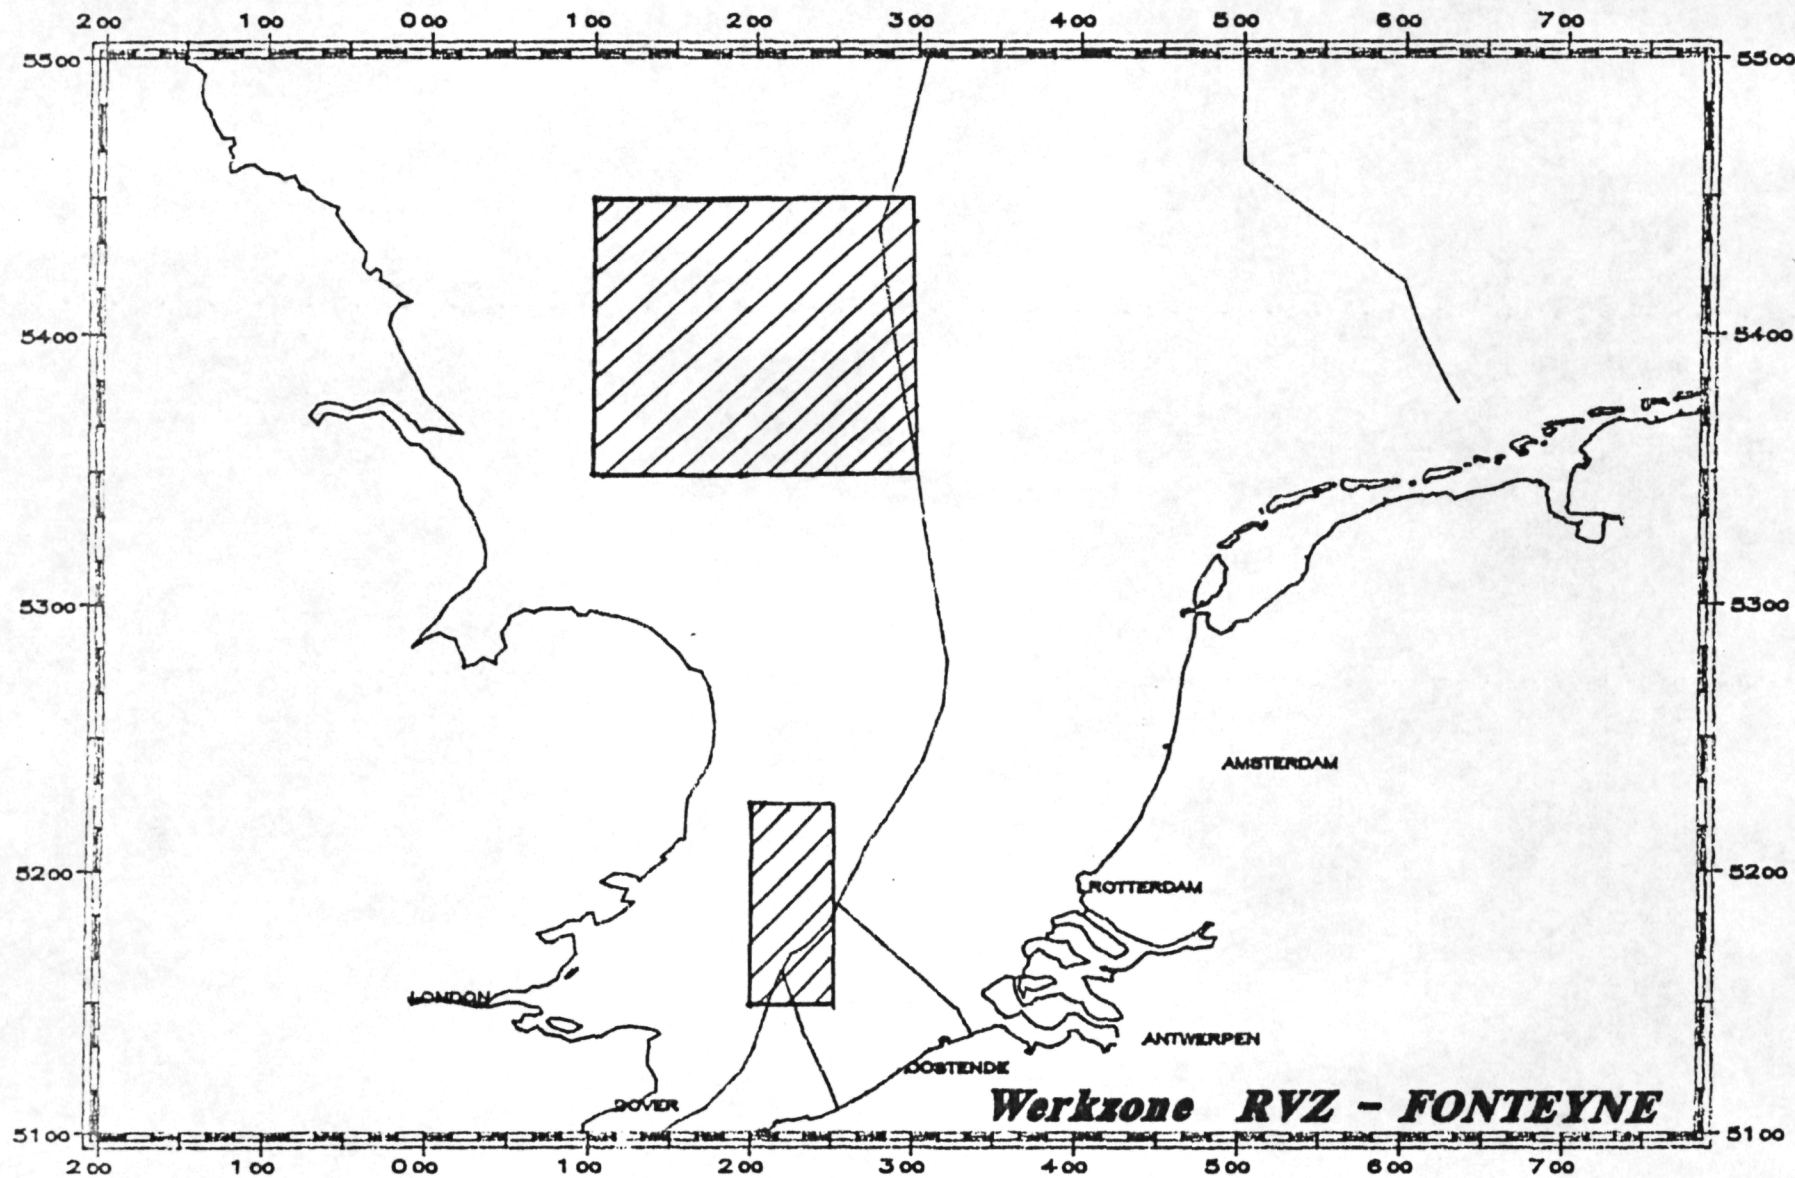 2 00 1 00 0 00 1 00 2 00 3 00 4 00 5 00 6 00 7 00
55 00 55 00
54 00 54 00
53 00 53 00
AMSTERDAM
52 00 52 00
ROTTERDAM
LONDON
ANTWERPEN
OOSTENDE
DOVER
Werkzone RVZ - FONTEYNE
51 00 51 00
2 00 1 00 0 00 1 00 2 00 3 00 4 00 5 00 6 00 7 00